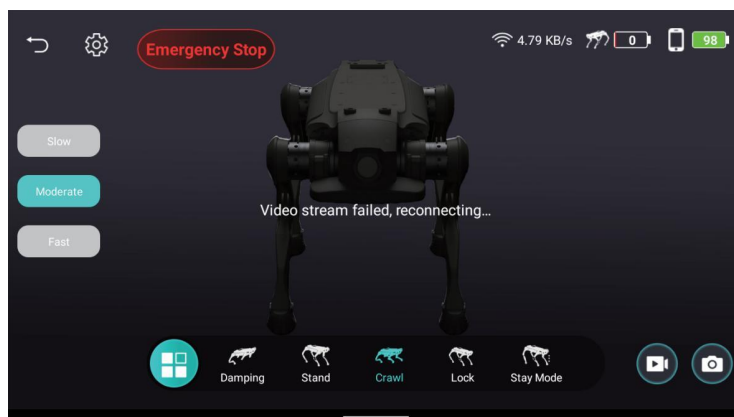 Emergency Stop
4.79 KB/s
0
98
Slow
Moderate
Video stream failed, reconnecting...
Fast
Damping
Stand
Crawl
Lock
Stay Mode